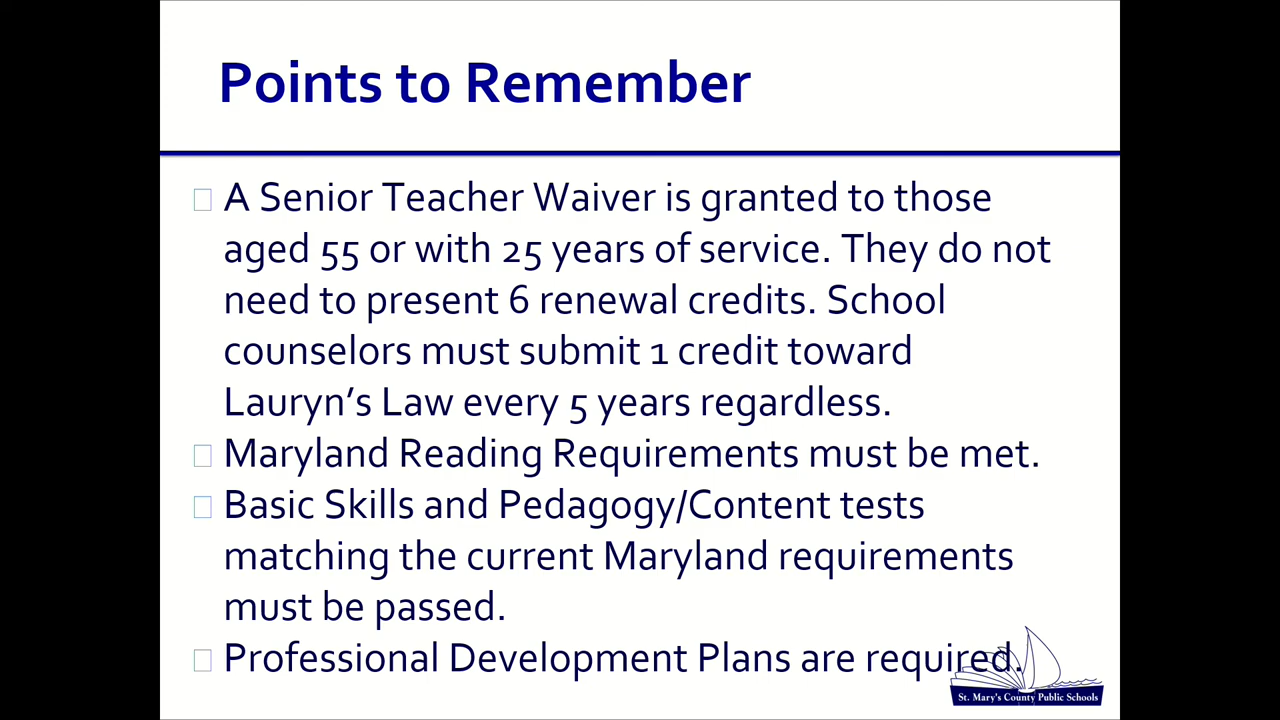 Points to Remember
A Senior Teacher Waiver is granted to those
aged 55 or with 25 years of service. They do not
need to present 6 renewal credits. School
counselors must submit 1 credit toward
Lauryn’s Law every 5 years regardless.
Maryland Reading Requirements must be met.
Basic Skills and Pedagogy/Content tests
matching the current Maryland requirements
must be passed.
Professional Development Plans are required.
St. Mary's County Public Schools